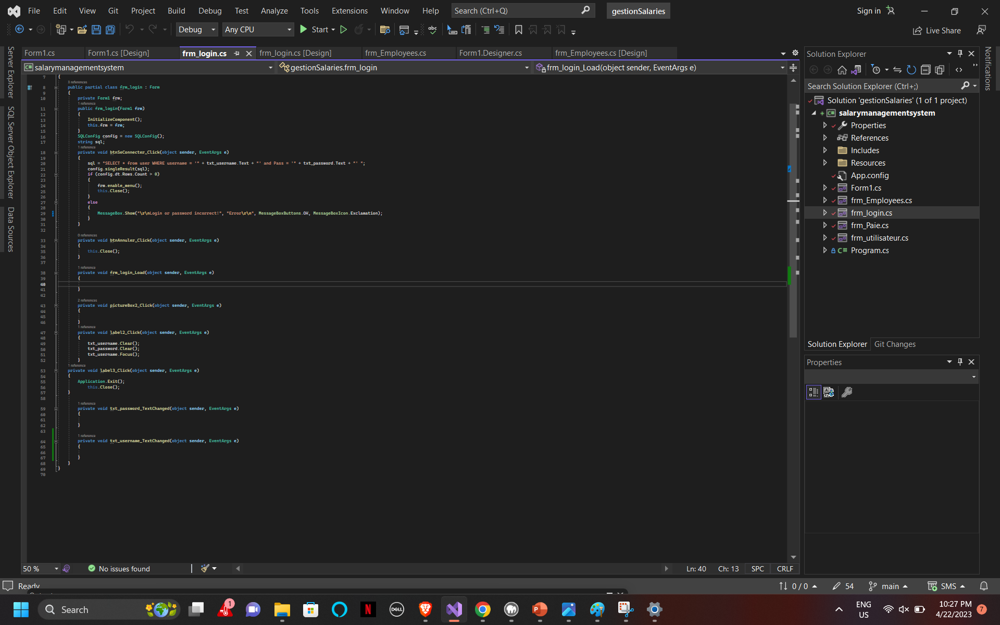 File Edit View Git Project Build Debug Test Analyze Tools Extensions Window Help Search (Ctrl+Q) gestionSalaries Sign in
Debug Any CPU Start Live Share
Form1.cs Form1.cs [Design] frm_login.cs frm_login.cs [Design] frm_Employees.cs Form1.Designer.cs frm_Employees.cs [Design]
salarymanagementsystem gestionSalaries.frm_login frm_login_Load(object sender, EventArgs e)
Server Explorer
SQL Server Object Explorer
Data Sources
7 {
3 references
8 public partial class frm_login : Form
9 {
10 private Form1 frm;
1 reference
11 public frm_login(Form1 frm)
12 {
13 InitializeComponent();
14 this.frm = frm;
15 }
16 SQLConfig config = new SQLConfig();
17 string sql;
1 reference
18 private void btnSeConnecter_Click(object sender, EventArgs e)
19 {
20 sql = "SELECT * from user WHERE username = '" + txt_username.Text + "' and Pass = '" + txt_password.Text + "' ";
21 config.singleResult(sql);
22 if (config.dt.Rows.Count > 0)
23 {
24 frm.enable_menu();
25 this.Close();
26 }
27 else
28 {
29 MessageBox.Show("\r\nLogin or password incorrect!", "Error\r\n", MessageBoxButtons.OK, MessageBoxIcon.Exclamation);
30 }
31 }
32
0 references
33 private void btnAnnuler_Click(object sender, EventArgs e)
34 {
35 this.Close();
36 }
37
1 reference
38 private void frm_login_Load(object sender, EventArgs e)
39 {
40
41 }
42
2 references
43 private void pictureBox2_Click(object sender, EventArgs e)
44 {
45
46 }
1 reference
47 private void label2_Click(object sender, EventArgs e)
48 {
49 txt_username.Clear();
50 txt_password.Clear();
51 txt_username.Focus();
52 }
1 reference
53 private void label3_Click(object sender, EventArgs e)
54 {
55 Application.Exit();
56 this.Close();
57 }
58
1 reference
59 private void txt_password_TextChanged(object sender, EventArgs e)
60 {
61
62 }
63
1 reference
64 private void txt_username_TextChanged(object sender, EventArgs e)
65 {
66
67 }
68 }
69 }
70
50 % No issues found Ln: 40 Ch: 13 SPC CRLF
Solution Explorer
Search Solution Explorer (Ctrl+;)
Solution 'gestionSalaries' (1 of 1 project)
C# salarymanagementsystem
Properties
References
Includes
Resources
App.config
Form1.cs
frm_Employees.cs
frm_login.cs
frm_Paie.cs
frm_utilisateur.cs
C# Program.cs
Solution Explorer Git Changes
Properties
Notifications
Ready 0 / 0 54 main SMS
Search 1 DELL N P ENG US 10:27 PM 4/22/2023 7